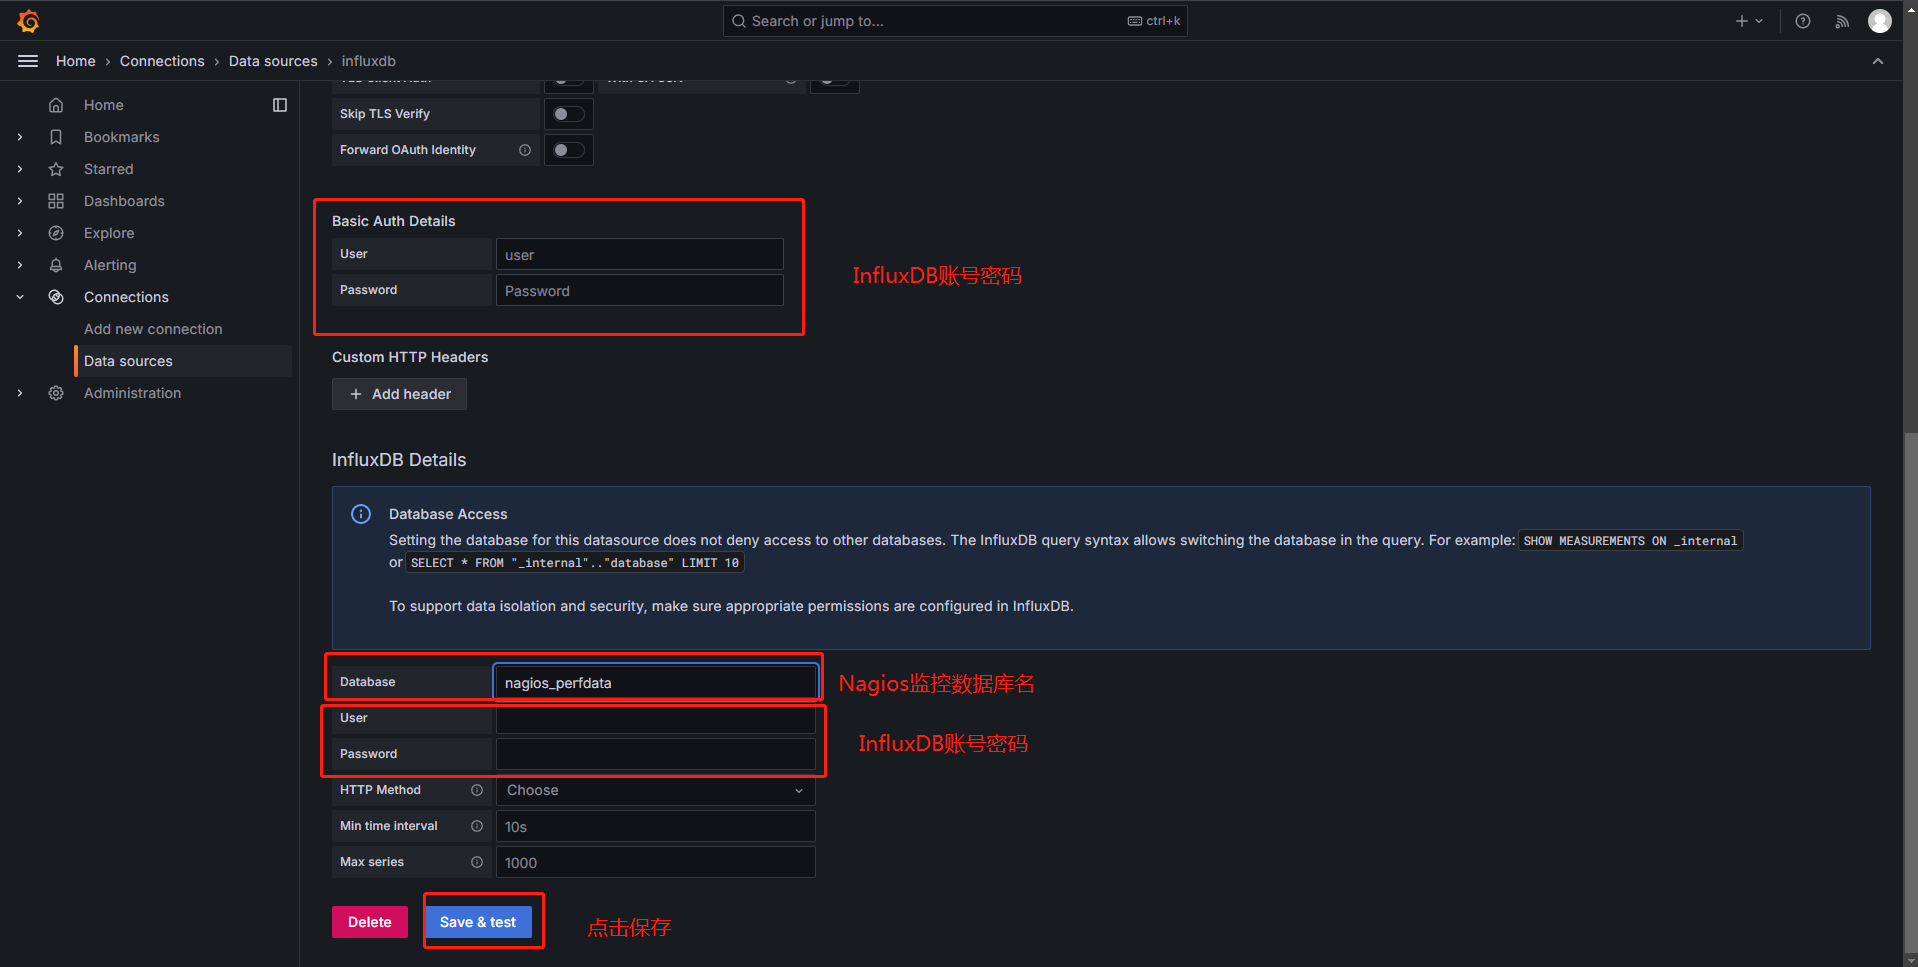 Search or jump to...
ctrl+k
Home › Connections › Data sources › influxdb
Home
Bookmarks
Starred
Dashboards
Explore
Alerting
Connections
Add new connection
Data sources
Administration
Skip TLS Verify
Forward OAuth Identity
Basic Auth Details
User
user
Password
Password
InfluxDB账号密码
Custom HTTP Headers
Add header
InfluxDB Details
Database Access
Setting the database for this datasource does not deny access to other databases. The InfluxDB query syntax allows switching the database in the query. For example: SHOW MEASUREMENTS ON _internal
or SELECT * FROM "_internal".."database" LIMIT 10
To support data isolation and security, make sure appropriate permissions are configured in InfluxDB.
Database
nagios_perfdata
Nagios监控数据库名
User
Password
InfluxDB账号密码
HTTP Method
Choose
Min time interval
10s
Max series
1000
Delete
Save & test
点击保存